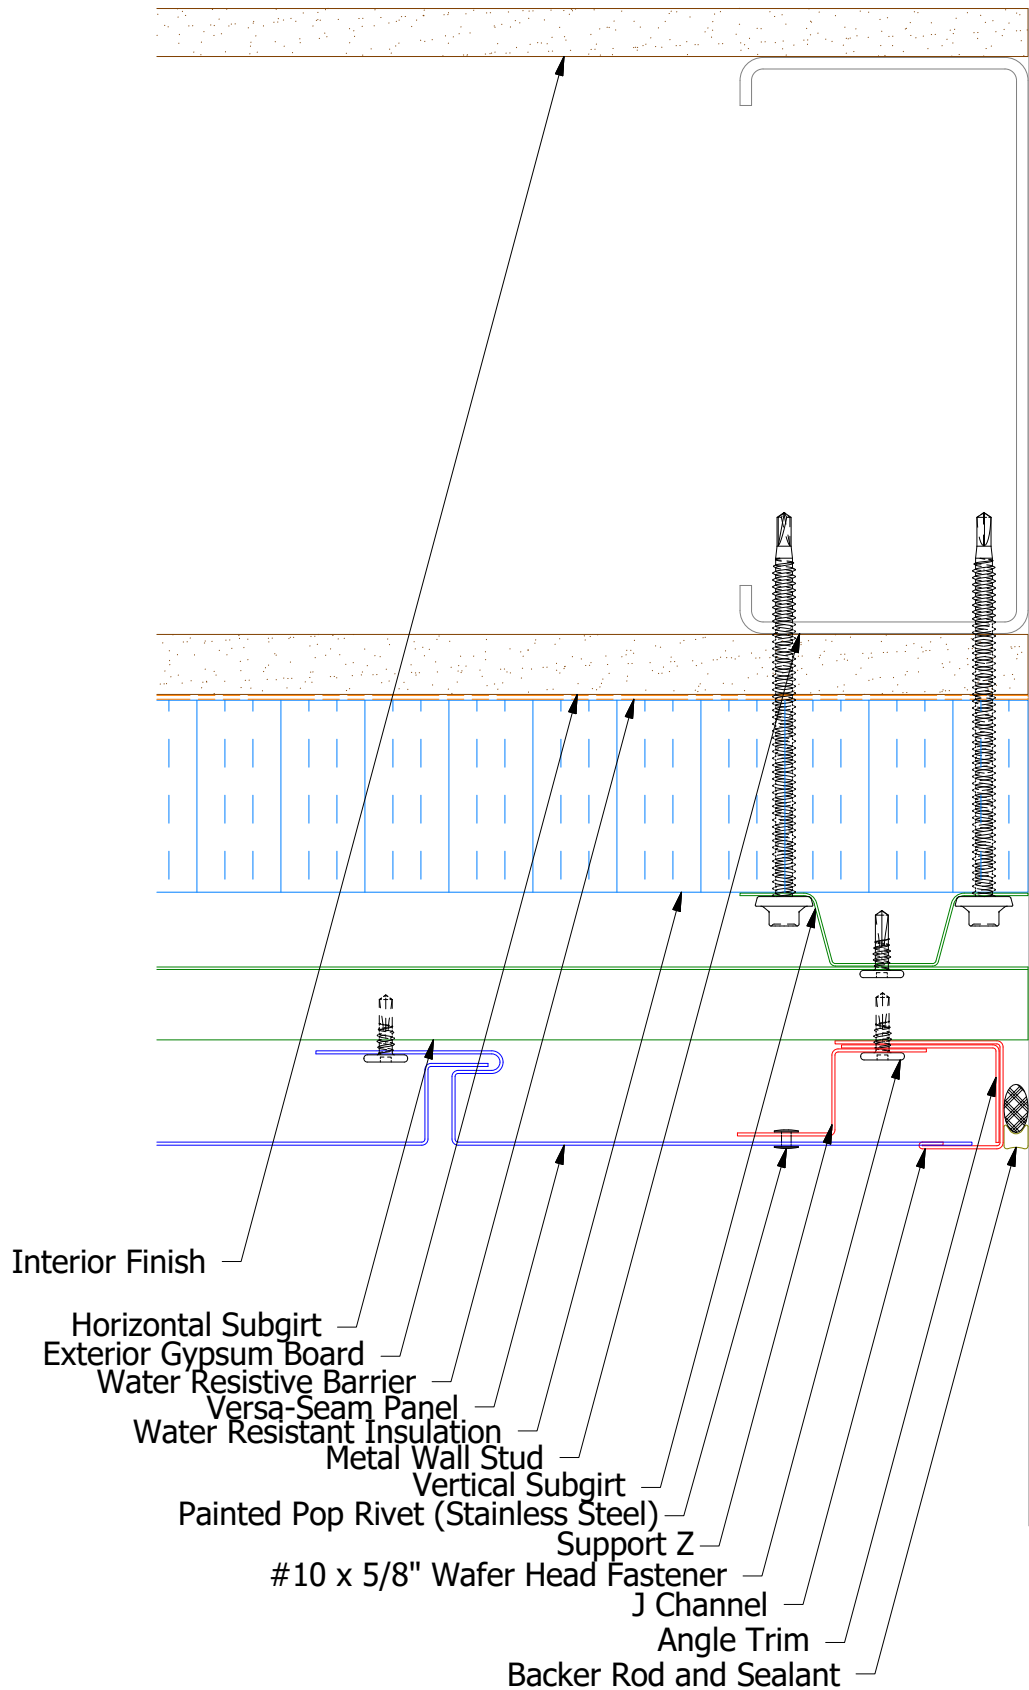 Interior Finish
Horizontal Subgirt
Exterior Gypsum Board
Water Resistive Barrier
Versa-Seam Panel
Water Resistant Insulation
Metal Wall Stud
Vertical Subgirt
Painted Pop Rivet (Stainless Steel)
Support Z
#10 x 5/8" Wafer Head Fastener
J Channel
Angle Trim
Backer Rod and Sealant